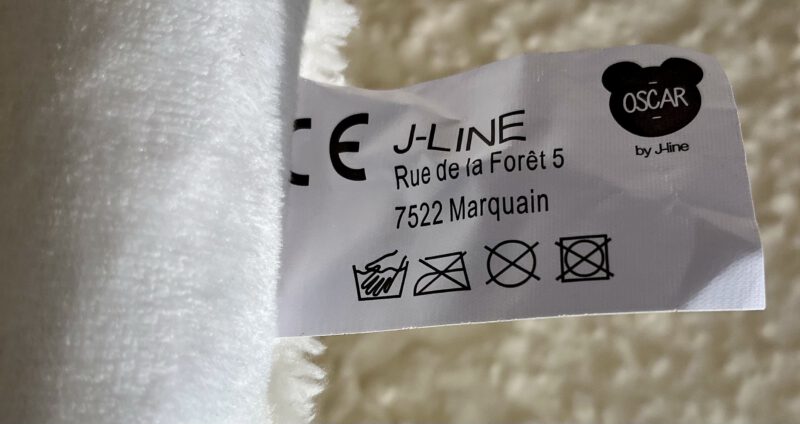 CE
J-LINE
Rue de la Forêt 5
7522 Marquain
OSCAR
by J-line